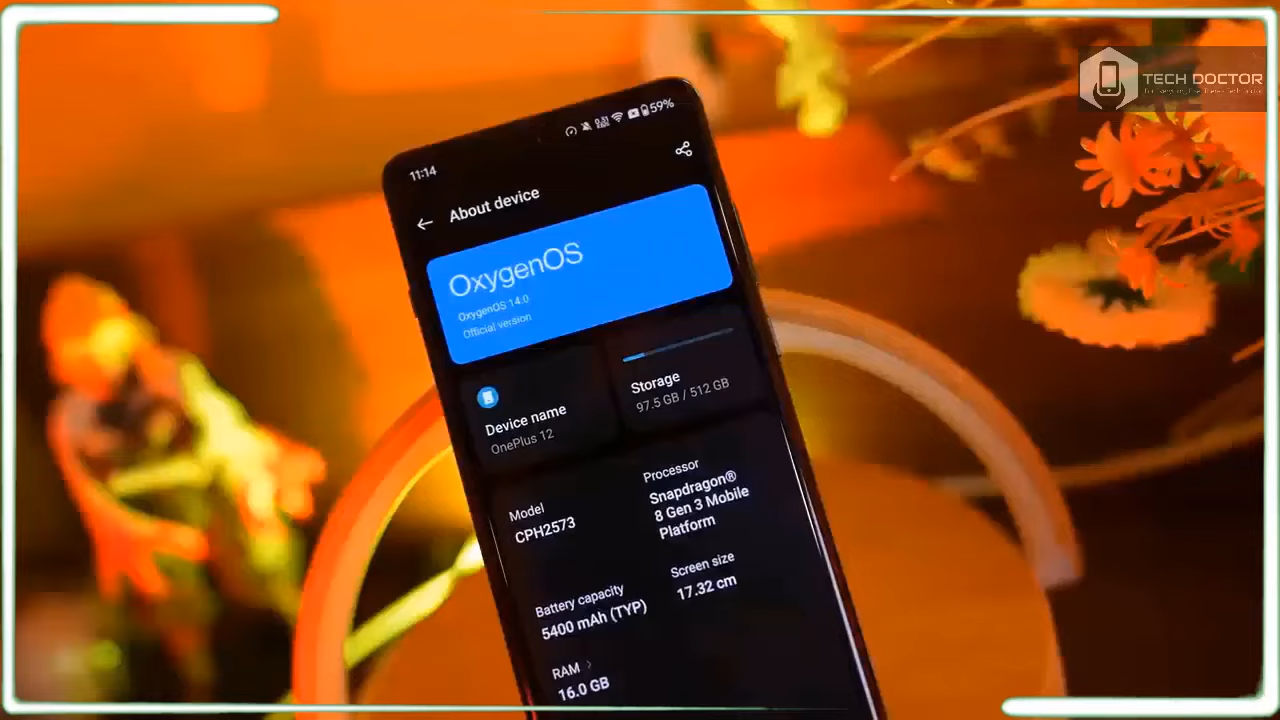 TECH DOCTOR
11:14
59%
About device
OxygenOS
OxygenOS 14.0
Official version
Device name
OnePlus 12
Storage
97.5 GB / 512 GB
Model
CPH2573
Processor
Snapdragon®
8 Gen 3 Mobile
Platform
Battery capacity
5400 mAh (TYP)
Screen size
17.32 cm
RAM
16.0 GB